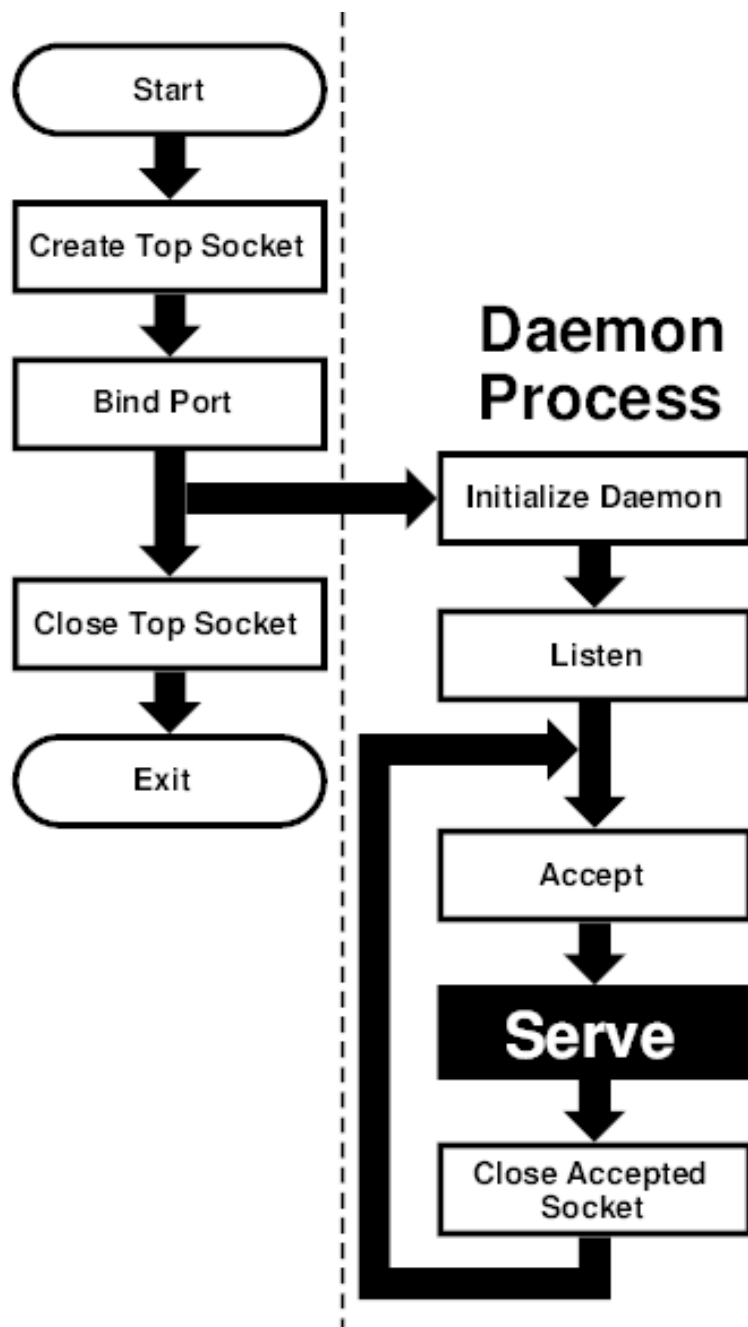 Start
Create Top Socket
Bind Port
Close Top Socket
Exit
Daemon
Process
Initialize Daemon
Listen
Accept
Serve
Close Accepted
Socket